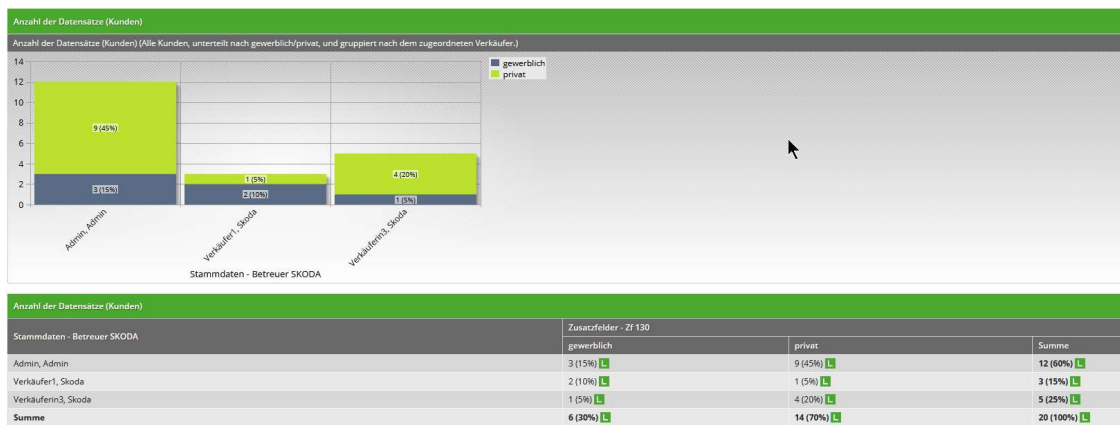 Anzahl der Datensätze (Kunden)
Anzahl der Datensätze (Kunden) (Alle Kunden, unterteilt nach gewerblich/privat, und gruppiert nach dem zugeordneten Verkäufer.)
14
12
10
8
6
4
2
0
gewerblich
privat
9 (45%)
3 (15%)
1 (5%)
2 (10%)
4 (20%)
1 (5%)
Admin, Admin
Verkäufer1, Skoda
Verkäuferin3, Skoda
Stammdaten - Betreuer SKODA
Anzahl der Datensätze (Kunden)
Stammdaten - Betreuer SKODA
Zusatzfelder - Zf 130
gewerblich privat Summe
Admin, Admin 3 (15%) L 9 (45%) L 12 (60%) L
Verkäufer1, Skoda 2 (10%) L 1 (5%) L 3 (15%) L
Verkäuferin3, Skoda 1 (5%) L 4 (20%) L 5 (25%) L
Summe 6 (30%) L 14 (70%) L 20 (100%) L